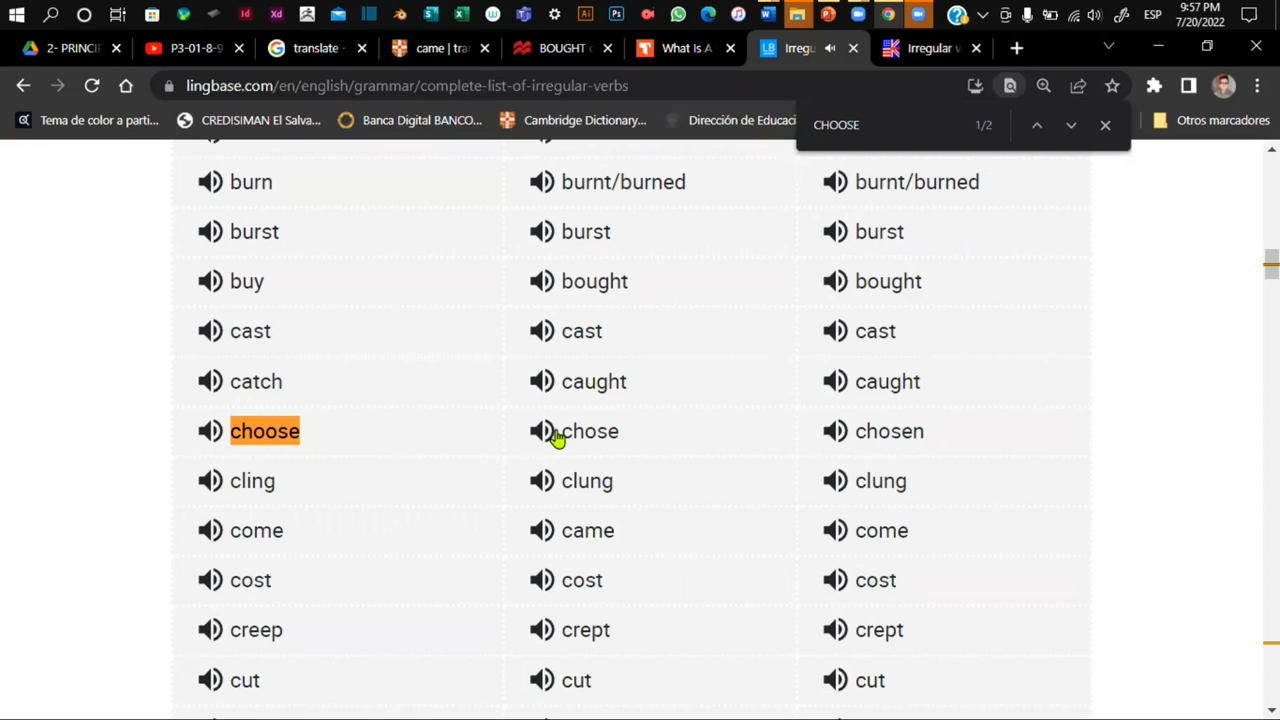 ESP
9:57 PM
7/20/2022
2- PRINCIF
P3-01-8-9
translate -
came | tra
BOUGHT c
What Is A
Irregu
Irregular v
lingbase.com/en/english/grammar/complete-list-of-irregular-verbs
Tema de color a parti...
CREDISIMAN El Salva...
Banca Digital BANCO...
Cambridge Dictionary...
Dirección de Educaci
Otros marcadores
CHOOSE 1/2
burn burnt/burned burnt/burned
burst burst burst
buy bought bought
cast cast cast
catch caught caught
choose chose chosen
cling clung clung
come came come
cost cost cost
creep crept crept
cut cut cut